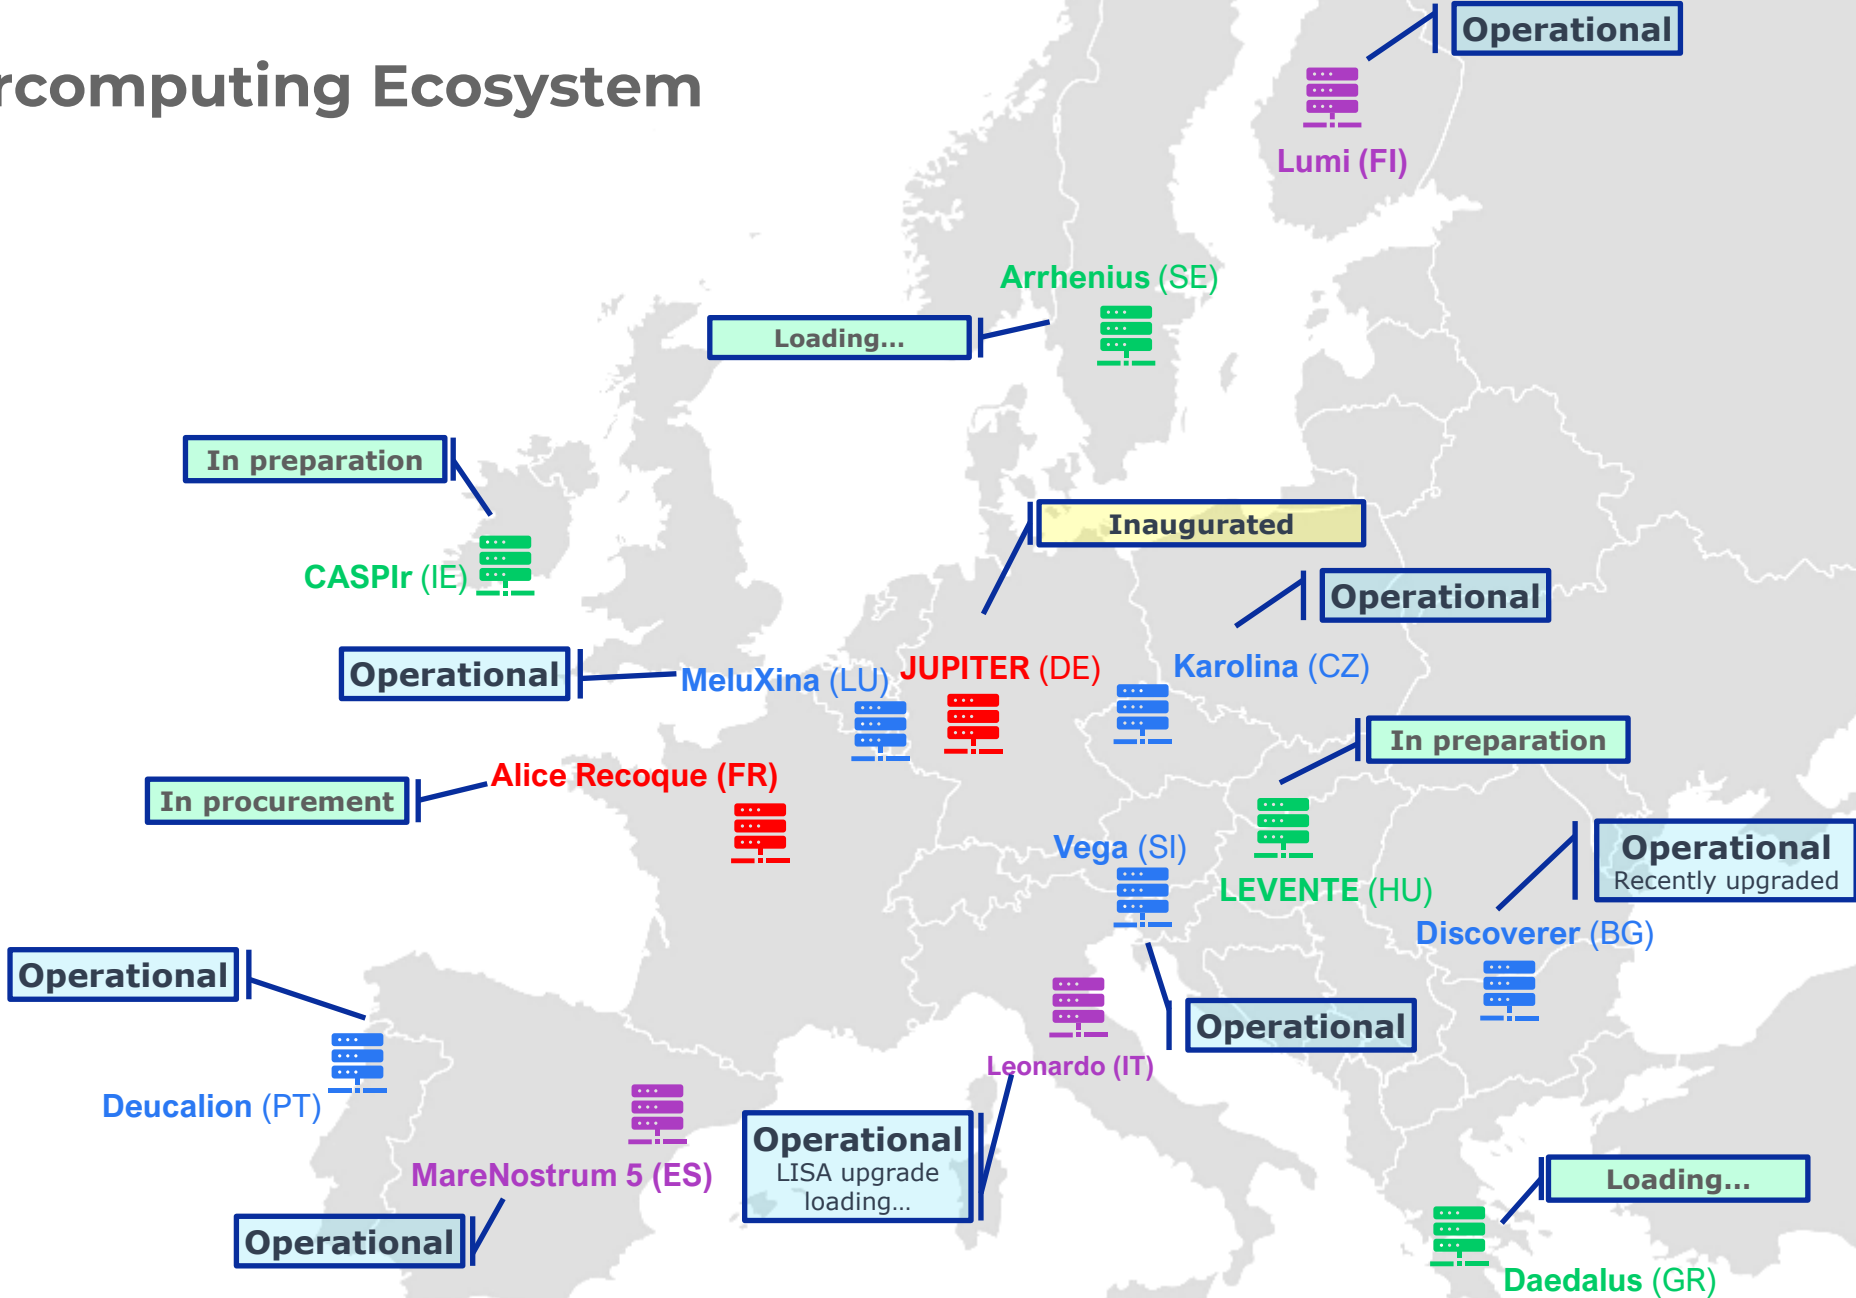 rcomputing Ecosystem
Operational
Lumi (FI)
Arrhenius (SE)
Loading...
In preparation
CASPIr (IE)
Inaugurated
JUPITER (DE)
Operational
Karolina (CZ)
Operational
MeluXina (LU)
In preparation
LEVENTE (HU)
Alice Recoque (FR)
In procurement
Vega (SI)
Operational
Operational
Recently upgraded
Discoverer (BG)
Operational
Deucalion (PT)
Leonardo (IT)
Operational
LISA upgrade
loading...
MareNostrum 5 (ES)
Operational
Loading...
Daedalus (GR)